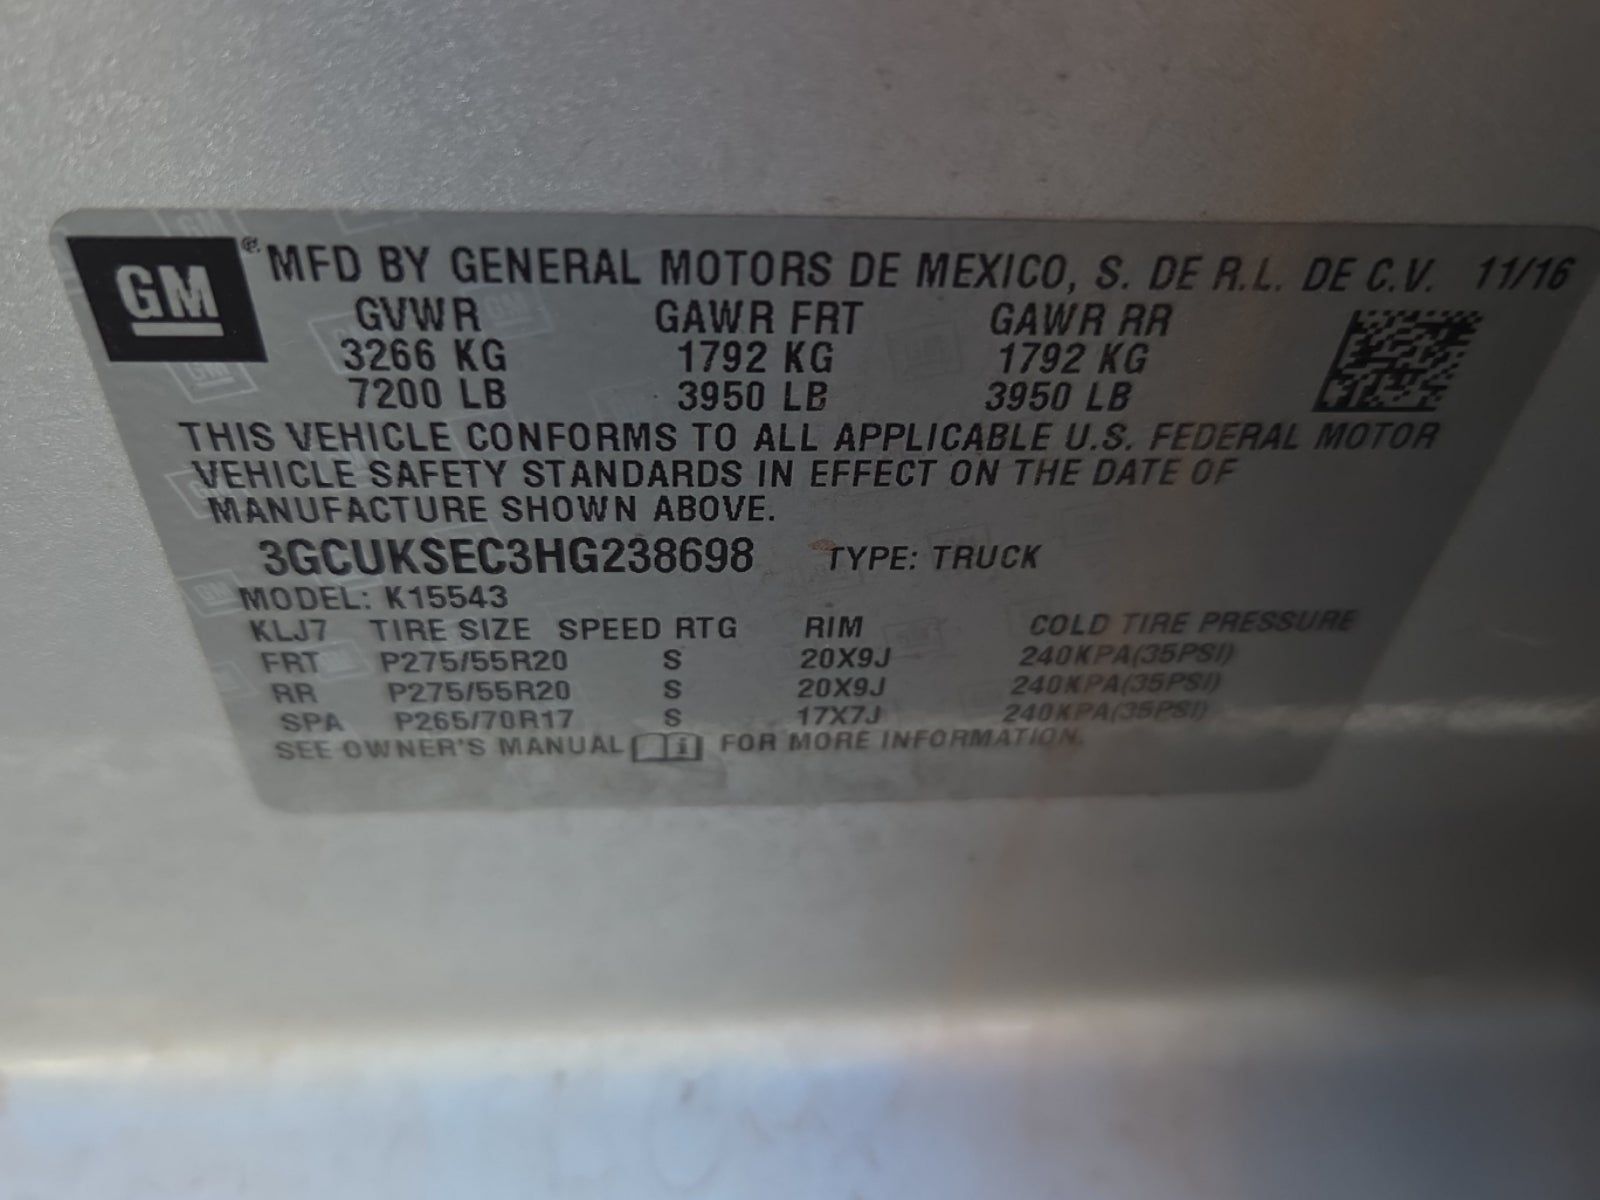 GM ® MFD BY GENERAL MOTORS DE MEXICO, S. DE R.L. DE C.V. 11/16
GVWR GAWR FRT GAWR RR
3266 KG 1792 KG 1792 KG
7200 LB 3950 LB 3950 LB
THIS VEHICLE CONFORMS TO ALL APPLICABLE U.S. FEDERAL MOTOR
VEHICLE SAFETY STANDARDS IN EFFECT ON THE DATE OF
MANUFACTURE SHOWN ABOVE.
3GCUKSEC3HG238698 TYPE: TRUCK
MODEL: K15543
KLJ7 TIRE SIZE SPEED RTG RIM COLD TIRE PRESSURE
FRT P275/55R20 S 20X9J 240KPA(35PSI)
RR P275/55R20 S 20X9J 240KPA(35PSI)
SPA P265/70R17 S 17X7J 240KPA(35PSI)
SEE OWNER'S MANUAL i FOR MORE INFORMATION.